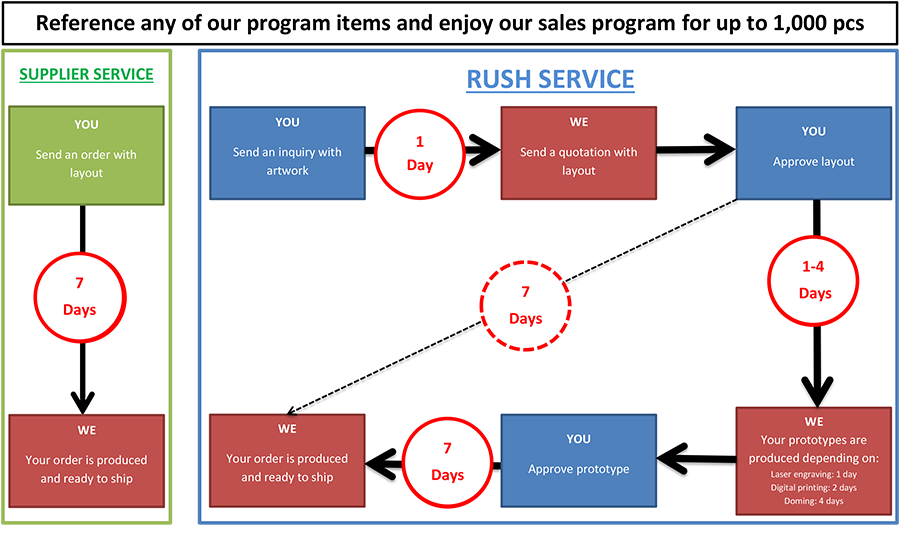 Reference any of our program items and enjoy our sales program for up to 1,000 pcs
SUPPLIER SERVICE
YOU
Send an order with
layout
7
Days
WE
Your order is produced
and ready to ship
RUSH SERVICE
YOU
Send an inquiry with
artwork
1
Day
WE
Send a quotation with
layout
YOU
Approve layout
1-4
Days
7
Days
WE
Your prototypes are
produced depending on:
Laser engraving: 1 day
Digital printing: 2 days
Doming: 4 days
YOU
Approve prototype
7
Days
WE
Your order is produced
and ready to ship